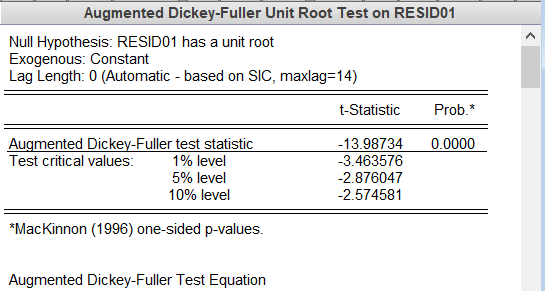 Augmented Dickey-Fuller Unit Root Test on RESID01
Null Hypothesis: RESID01 has a unit root
Exogenous: Constant
Lag Length: 0 (Automatic - based on SIC, maxlag=14)
t-Statistic Prob.*
Augmented Dickey-Fuller test statistic -13.98734 0.0000
Test critical values: 1% level -3.463576
5% level -2.876047
10% level -2.574581
*MacKinnon (1996) one-sided p-values.
Augmented Dickey-Fuller Test Equation